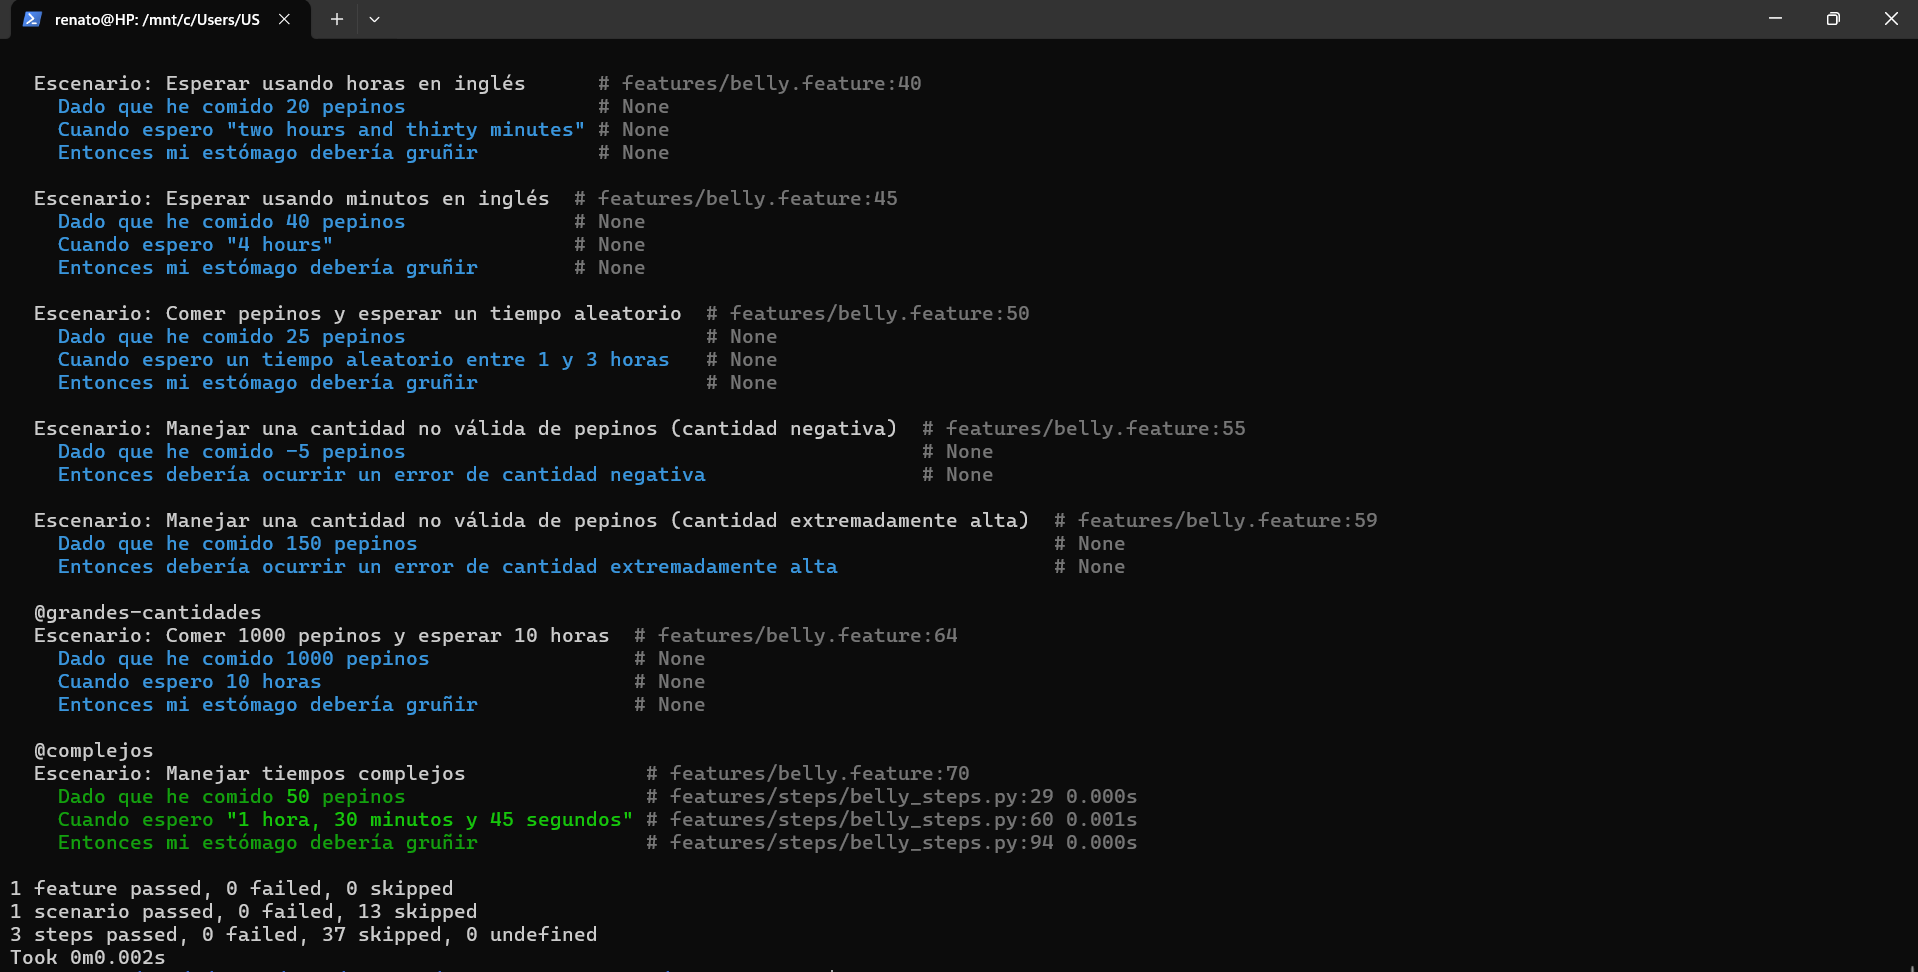 renato@HP: /mnt/c/Users/US
Escenario: Esperar usando horas en inglés # features/belly.feature:40
Dado que he comido 20 pepinos # None
Cuando espero "two hours and thirty minutes" # None
Entonces mi estómago debería gruñir # None
Escenario: Esperar usando minutos en inglés # features/belly.feature:45
Dado que he comido 40 pepinos # None
Cuando espero "4 hours" # None
Entonces mi estómago debería gruñir # None
Escenario: Comer pepinos y esperar un tiempo aleatorio # features/belly.feature:50
Dado que he comido 25 pepinos # None
Cuando espero un tiempo aleatorio entre 1 y 3 horas # None
Entonces mi estómago debería gruñir # None
Escenario: Manejar una cantidad no válida de pepinos (cantidad negativa) # features/belly.feature:55
Dado que he comido -5 pepinos # None
Entonces debería ocurrir un error de cantidad negativa # None
Escenario: Manejar una cantidad no válida de pepinos (cantidad extremadamente alta) # features/belly.feature:59
Dado que he comido 150 pepinos # None
Entonces debería ocurrir un error de cantidad extremadamente alta # None
@grandes-cantidades
Escenario: Comer 1000 pepinos y esperar 10 horas # features/belly.feature:64
Dado que he comido 1000 pepinos # None
Cuando espero 10 horas # None
Entonces mi estómago debería gruñir # None
@complejos
Escenario: Manejar tiempos complejos # features/belly.feature:70
Dado que he comido 50 pepinos # features/steps/belly_steps.py:29 0.000s
Cuando espero "1 hora, 30 minutos y 45 segundos" # features/steps/belly_steps.py:60 0.001s
Entonces mi estómago debería gruñir # features/steps/belly_steps.py:94 0.000s
1 feature passed, 0 failed, 0 skipped
1 scenario passed, 0 failed, 13 skipped
3 steps passed, 0 failed, 37 skipped, 0 undefined
Took 0m0.002s